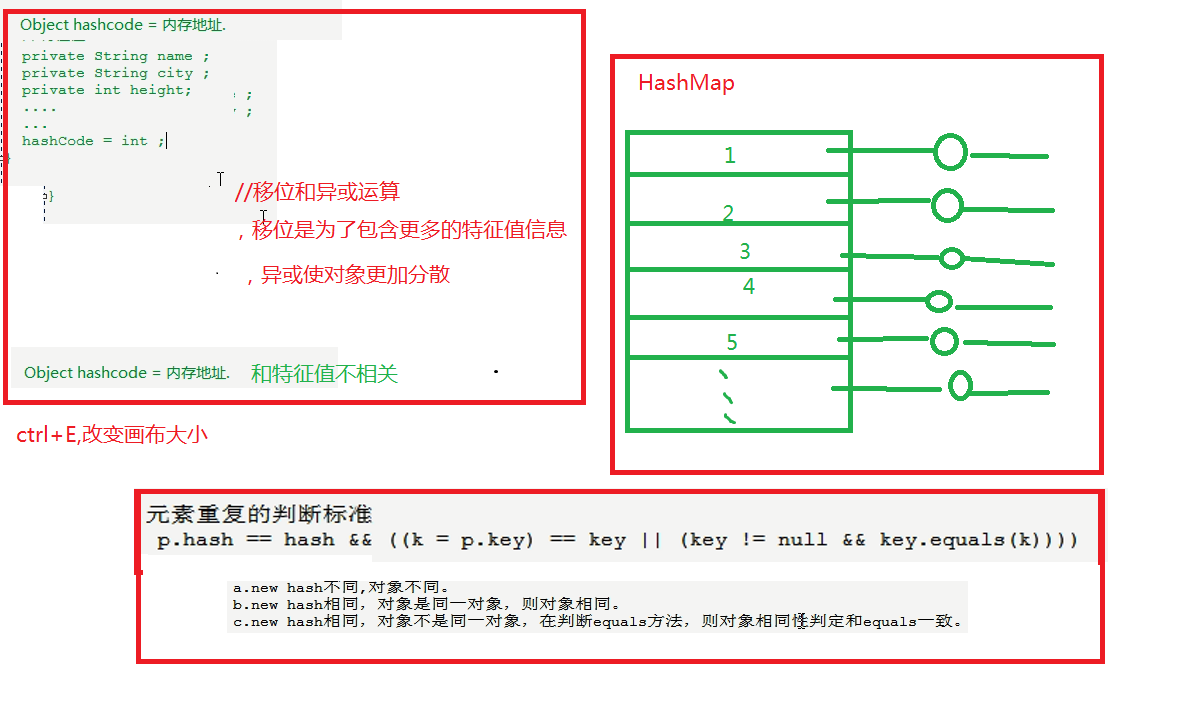 Object hashcode = 内存地址.
private String name ;
private String city ;
private int height;
;
;
....
...
hashCode = int ;
}
//移位和异或运算
, 移位是为了包含更多的特征值信息
, 异或使对象更加分散
Object hashcode = 内存地址. 和特征值不相关
ctrl+E,改变画布大小
HashMap
1
2
3
4
5
元素重复的判断标准
p.hash == hash && ((k = p.key) == key || (key != null && key.equals(k))))
a.new hash不同,对象不同。
b.new hash相同，对象是同一对象，则对象相同。
c.new hash相同，对象不是同一对象，在判断equals方法，则对象相同性判定和equals一致。